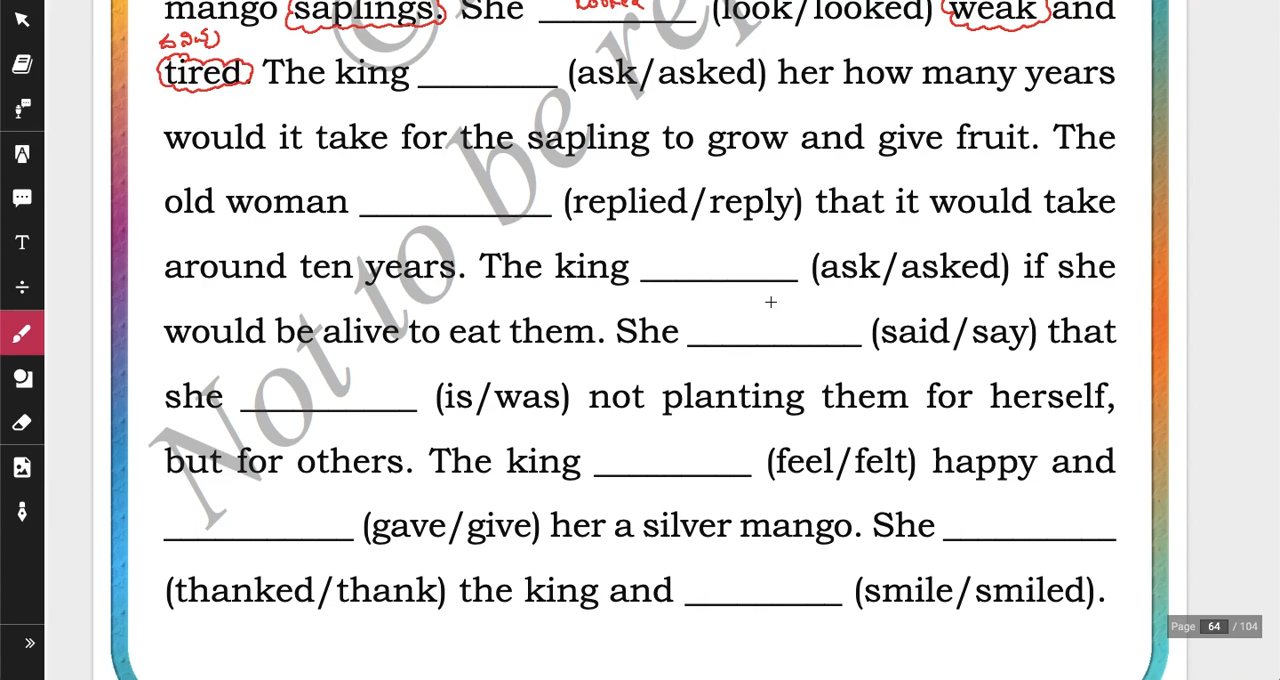 mango saplings. She _________ (look/looked) weak and
tired. The king ________ (ask/asked) her how many years
would it take for the sapling to grow and give fruit. The
old woman ___________ (replied/reply) that it would take
around ten years. The king _________ (ask/asked) if she
would be alive to eat them. She __________ (said/say) that
she __________ (is/was) not planting them for herself,
but for others. The king _________ (feel/felt) happy and
___________ (gave/give) her a silver mango. She __________
(thanked/thank) the king and _________ (smile/smiled).
Not to be rep
Page 64 / 104